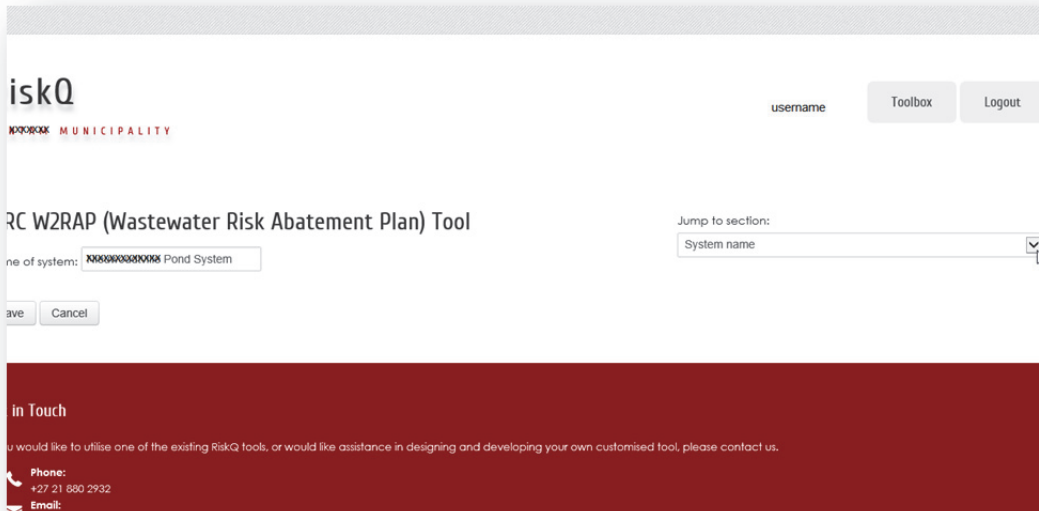 iskQ
MUNICIPALITY
username
Toolbox
Logout
RC W2RAP (Wastewater Risk Abatement Plan) Tool
Jump to section:
me of system: Pond System
System name
ave Cancel
in Touch
u would like to utilise one of the existing RiskQ tools, or would like assistance in designing and developing your own customised tool, please contact us.
Phone:
+27 21 880 2932
Email: